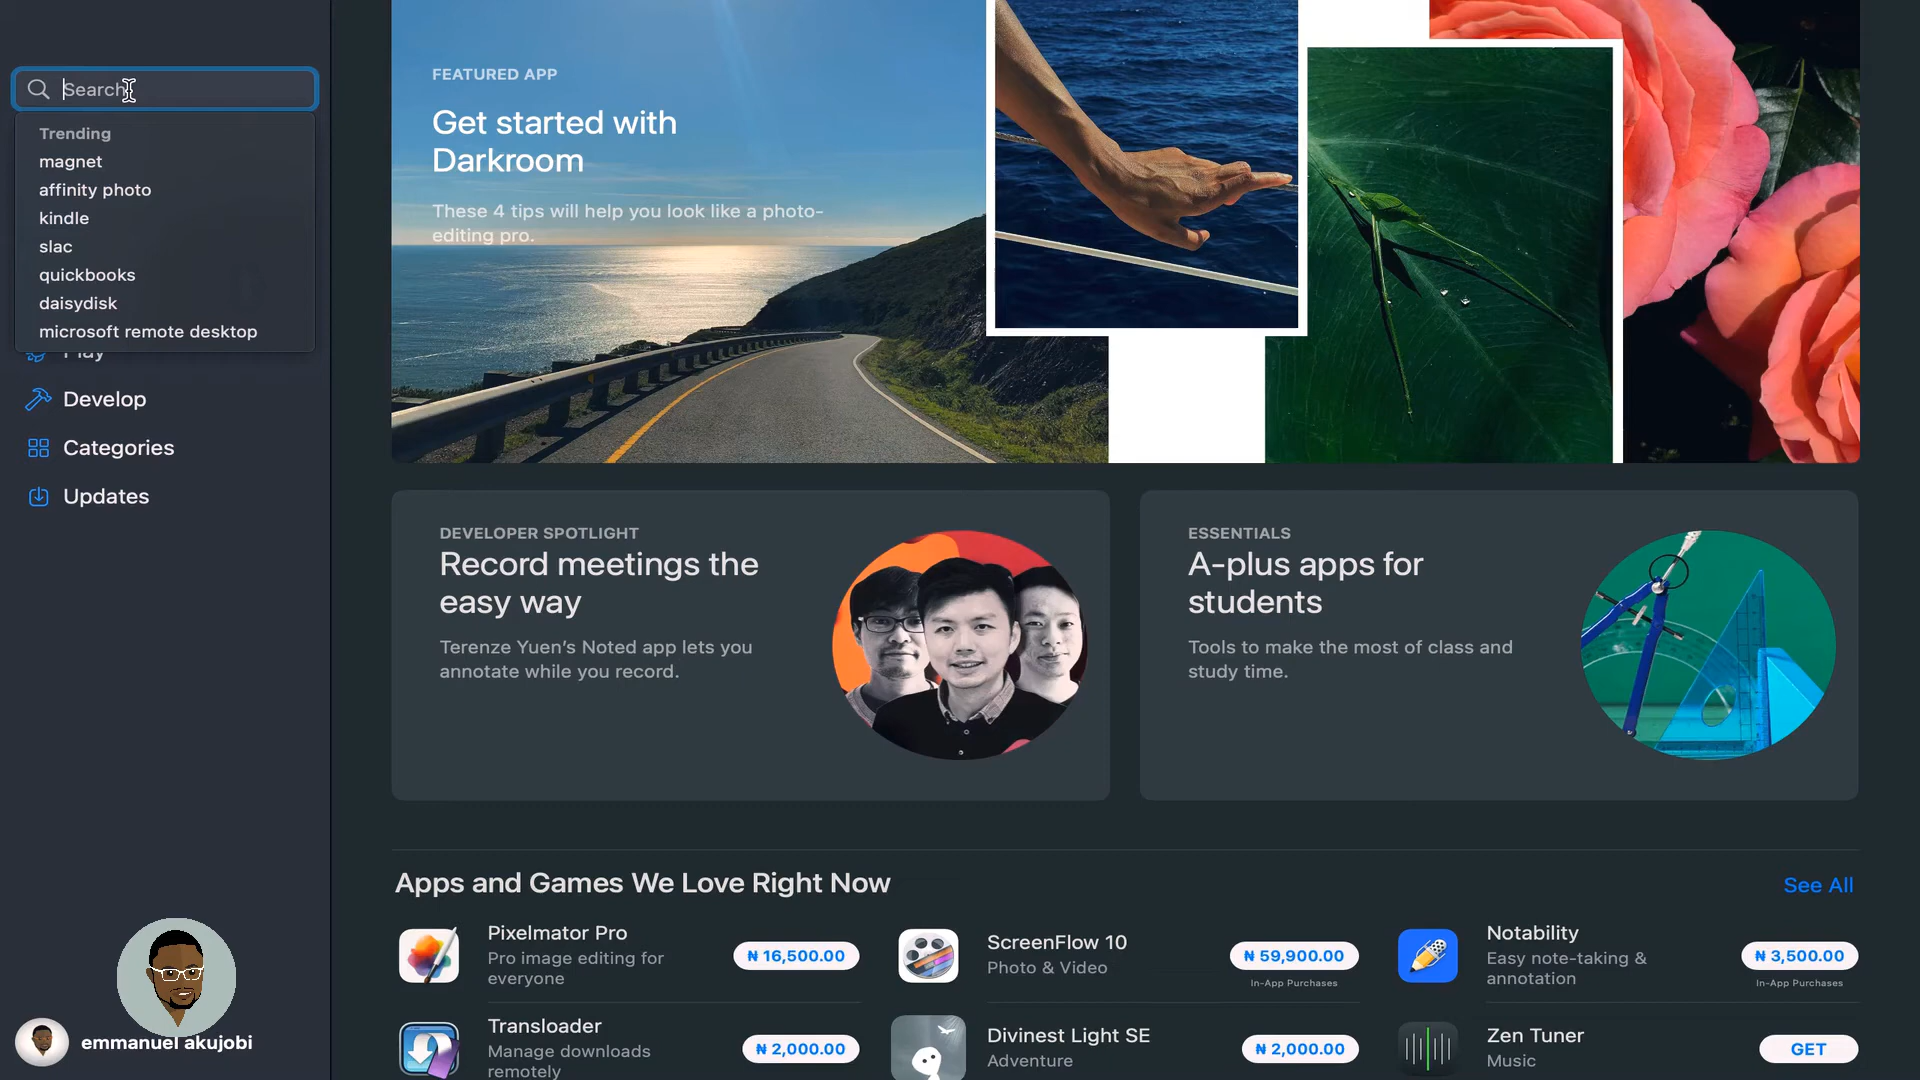 Search
Trending
magnet
affinity photo
kindle
slac
quickbooks
daisydisk
microsoft remote desktop
Play
Develop
Categories
Updates
emmanuel akujobi
FEATURED APP
Get started with
Darkroom
These 4 tips will help you look like a photo-
editing pro.
DEVELOPER SPOTLIGHT
Record meetings the
easy way
Terenze Yuen’s Noted app lets you
annotate while you record.
ESSENTIALS
A-plus apps for
students
Tools to make the most of class and
study time.
Apps and Games We Love Right Now
See All
Pixelmator Pro
Pro image editing for
everyone
₦ 16,500.00
ScreenFlow 10
Photo & Video
₦ 59,900.00
In-App Purchases
Notability
Easy note-taking &
annotation
₦ 3,500.00
In-App Purchases
Transloader
Manage downloads
remotely
₦ 2,000.00
Divinest Light SE
Adventure
₦ 2,000.00
Zen Tuner
Music
GET